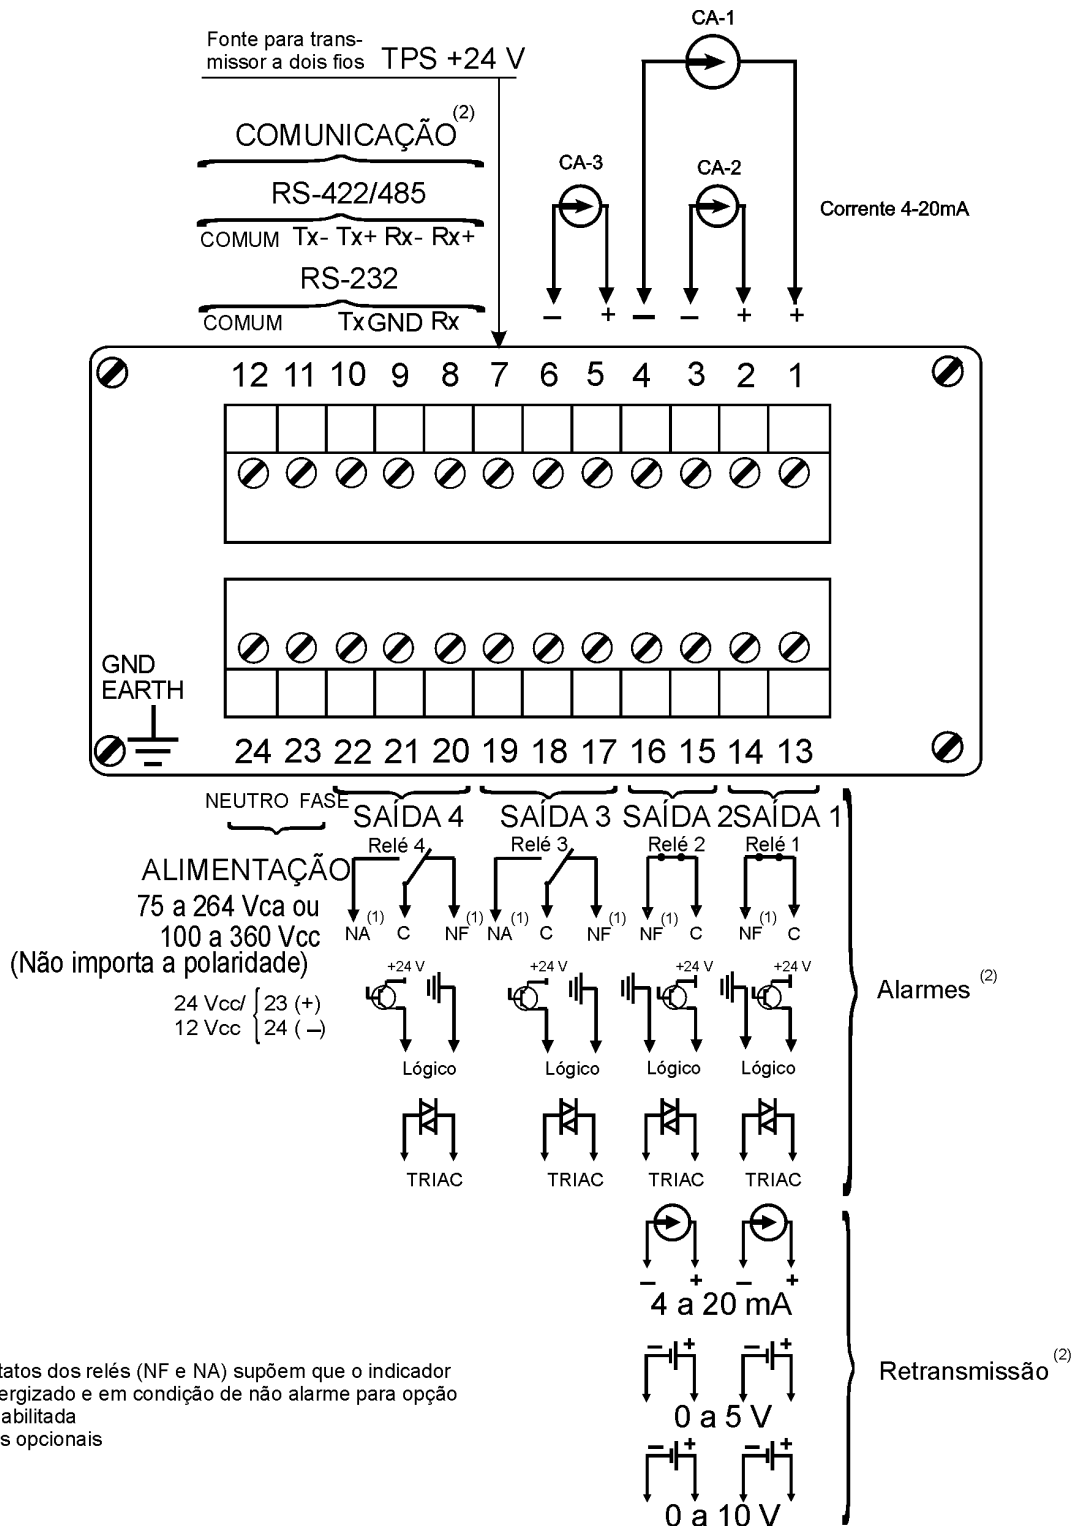 CA-1
Fonte para trans-
missor a dois fios TPS +24 V
COMUNICAÇÃO (2)
CA-3 CA-2
RS-422/485
Corrente 4-20mA
COMUM Tx- Tx+ Rx- Rx+
RS-232
COMUM Tx GND Rx
– + – – + +
12 11 10 9 8 7 6 5 4 3 2 1
GND
EARTH
24 23 22 21 20 19 18 17 16 15 14 13
NEUTRO FASE
SAÍDA 4 SAÍDA 3 SAÍDA 2 SAÍDA 1
Relé 4 Relé 3 Relé 2 Relé 1
ALIMENTAÇÃO
75 a 264 Vca ou
100 a 360 Vcc
(Não importa a polaridade)
NA (1) C NF (1) NA (1) C NF (1) NF (1) C NF (1) C
+24 V +24 V +24 V +24 V
24 Vcc/ 23 (+)
12 Vcc 24 (–)
Alarmes (2)
Lógico Lógico Lógico Lógico
TRIAC TRIAC TRIAC TRIAC
– + – +
4 a 20 mA
– + – +
0 a 5 V
Retransmissão (2)
– + – +
0 a 10 V
tatos dos relés (NF e NA) supõem que o indicador
ergizado e em condição de não alarme para opção
abilitada
s opcionais